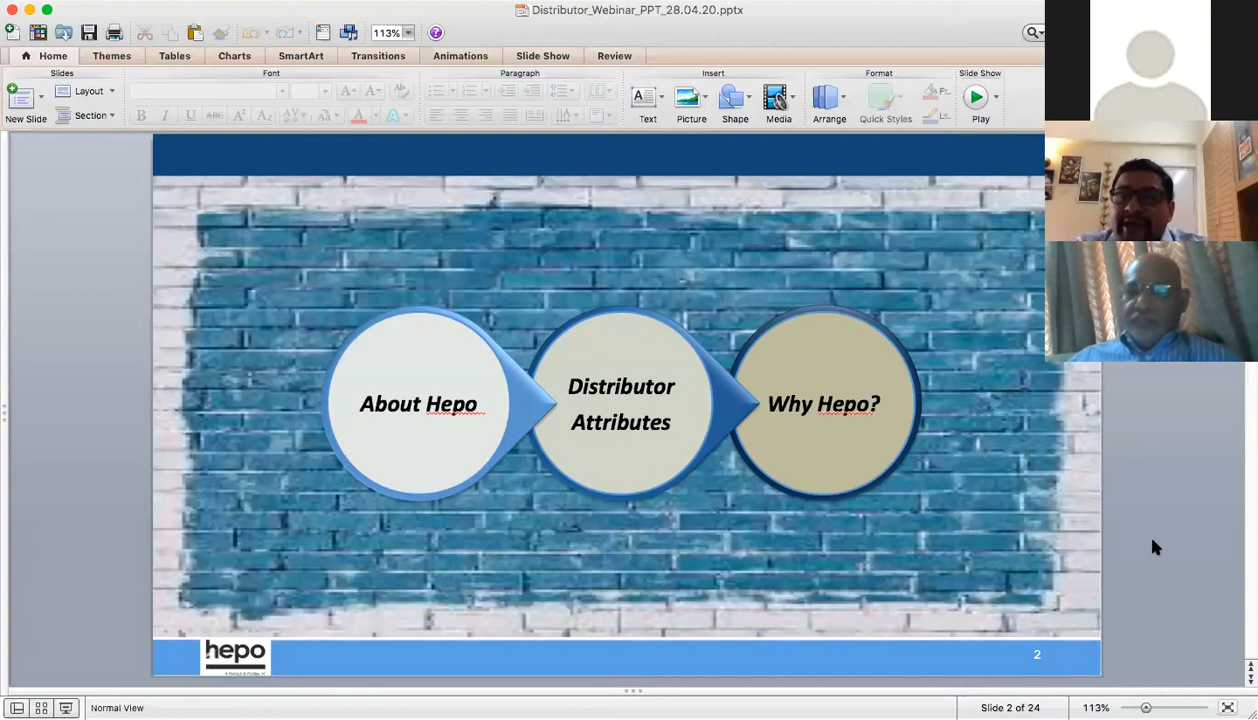 Distributor_Webinar_PPT_28.04.20.pptx
113%
Home Themes Tables Charts SmartArt Transitions Animations Slide Show Review
Slides Font Paragraph Insert Format Slide Show
New Slide
Layout
Section
B I U ABC
Text Picture Shape Media Arrange Quick Styles Play
About Hepo
Distributor
Attributes
Why Hepo?
hepo
2
Normal View
Slide 2 of 24
113%